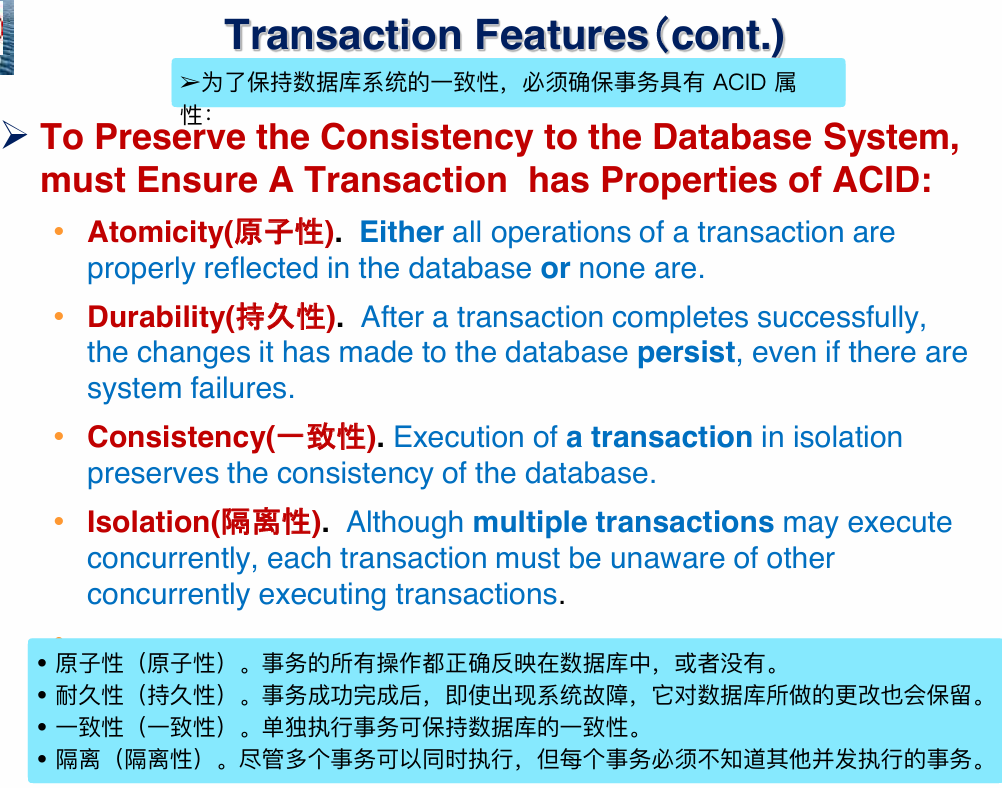 Transaction Features（cont.）
➢为了保持数据库系统的一致性，必须确保事务具有 ACID 属
性：
➢ To Preserve the Consistency to the Database System,
must Ensure A Transaction has Properties of ACID:
• Atomicity(原子性). Either all operations of a transaction are
properly reflected in the database or none are.
• Durability(持久性). After a transaction completes successfully,
the changes it has made to the database persist, even if there are
system failures.
• Consistency(一致性). Execution of a transaction in isolation
preserves the consistency of the database.
• Isolation(隔离性). Although multiple transactions may execute
concurrently, each transaction must be unaware of other
concurrently executing transactions.
• 原子性（原子性）。事务的所有操作都正确反映在数据库中，或者没有。
• 耐久性（持久性）。事务成功完成后，即使出现系统故障，它对数据库所做的更改也会保留。
• 一致性（一致性）。单独执行事务可保持数据库的一致性。
• 隔离（隔离性）。尽管多个事务可以同时执行，但每个事务必须不知道其他并发执行的事务。